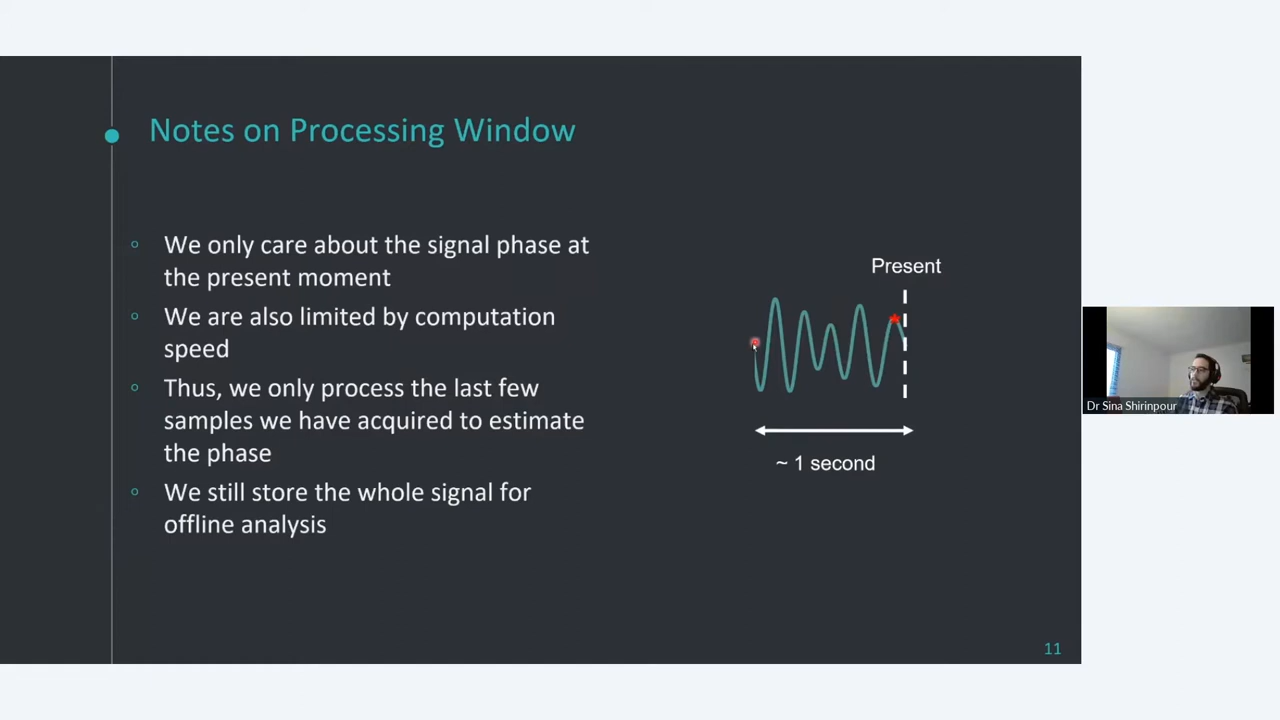 Notes on Processing Window
We only care about the signal phase at
the present moment
We are also limited by computation
speed
Thus, we only process the last few
samples we have acquired to estimate
the phase
We still store the whole signal for
offline analysis
Present
~ 1 second
Dr Sina Shirinpour
11